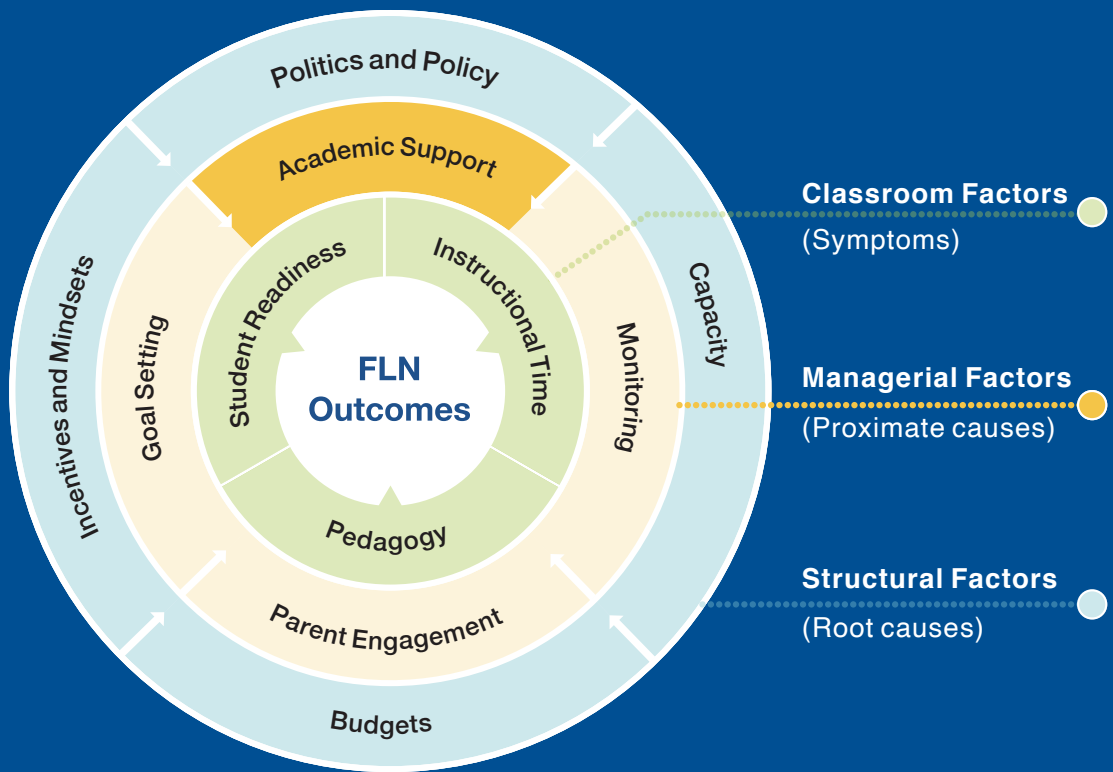 Politics and Policy
Academic Support
Student Readiness
Instructional Time
Pedagogy
FLN
Outcomes
Goal Setting
Monitoring
Parent Engagement
Incentives and Mindsets
Capacity
Budgets
Classroom Factors
(Symptoms)
Managerial Factors
(Proximate causes)
Structural Factors
(Root causes)